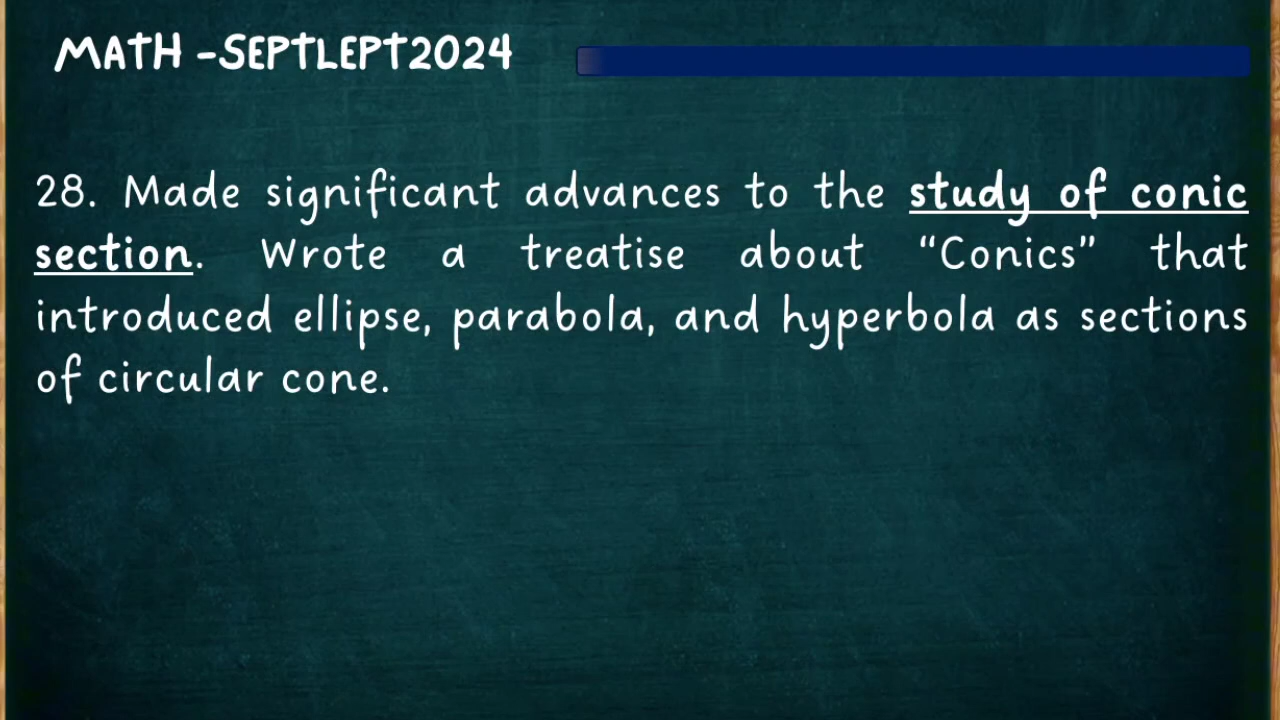 MATH -SEPTLEPT2024
28. Made significant advances to the study of conic
section. Wrote a treatise about “Conics” that
introduced ellipse, parabola, and hyperbola as sections
of circular cone.